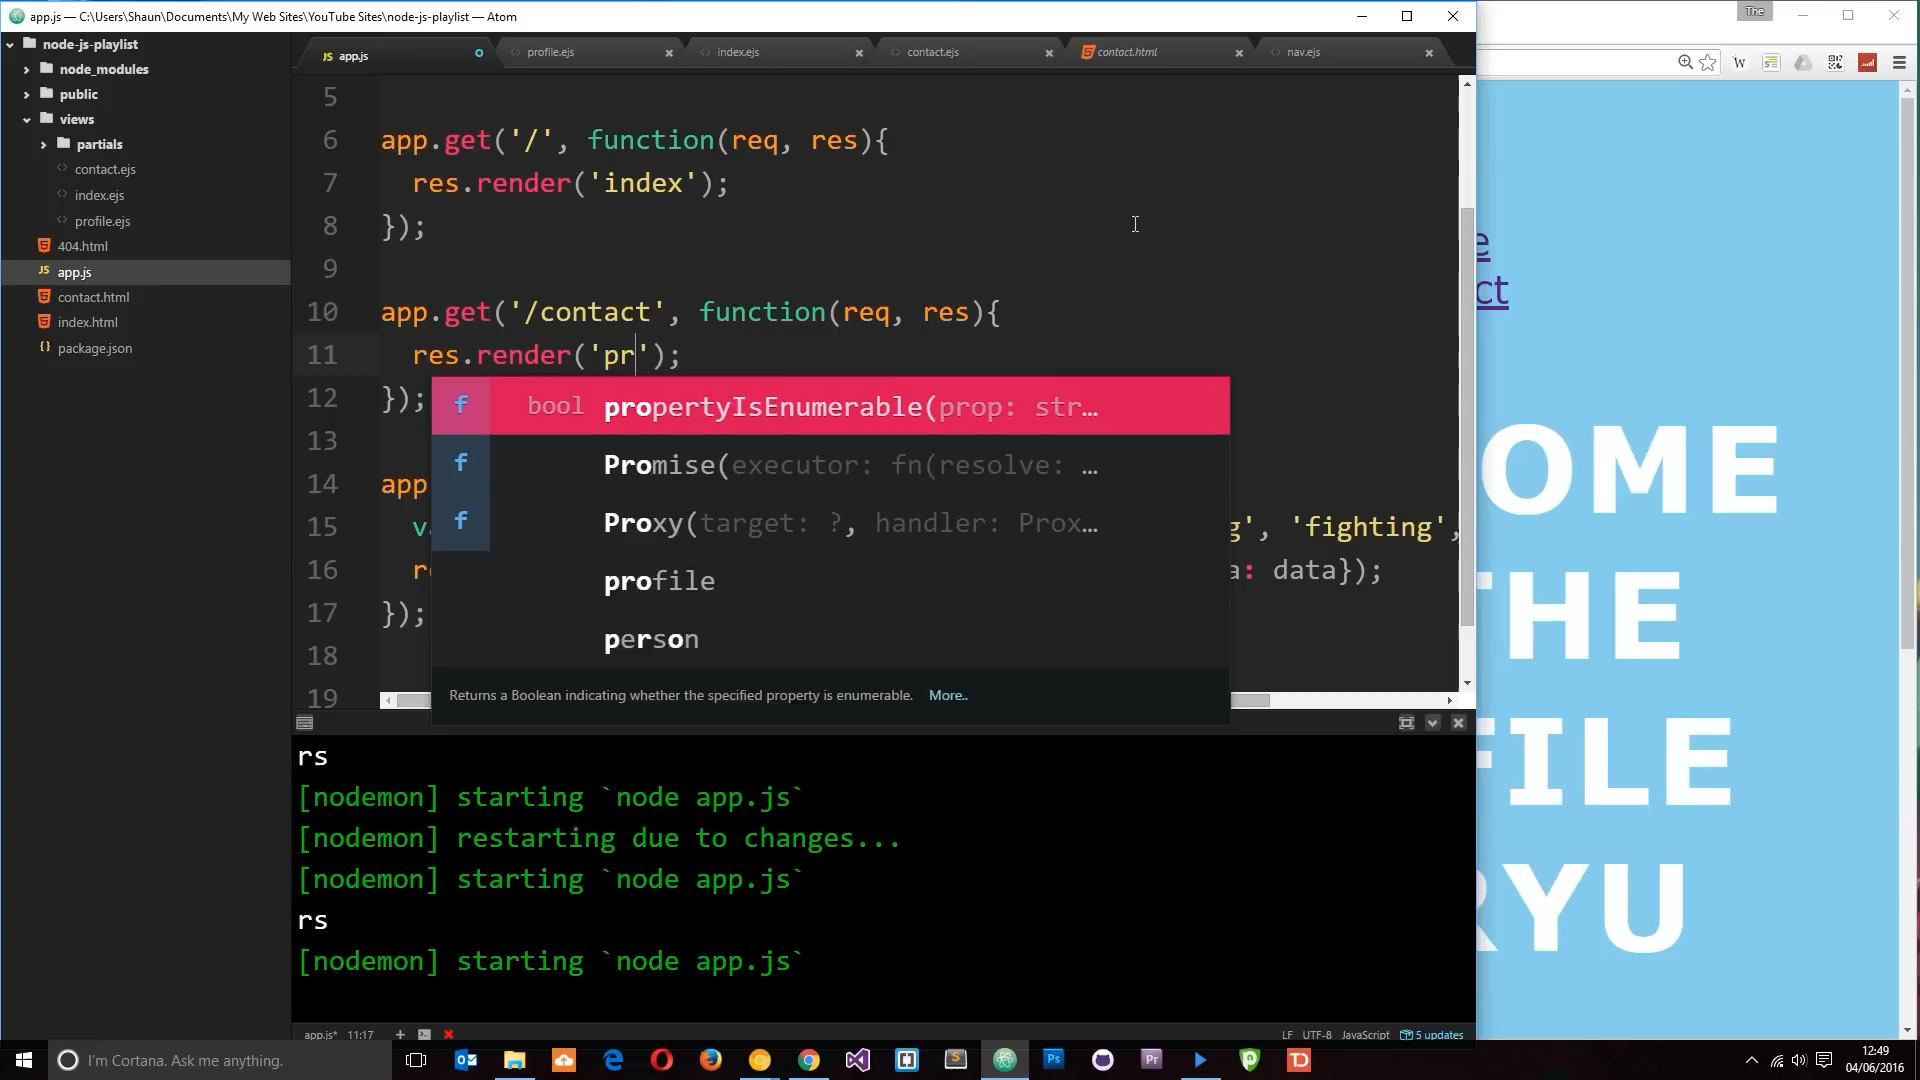 app.js — C:\Users\Shaun\Documents\My Web Sites\YouTube Sites\node-js-playlist — Atom
The
node-js-playlist
node_modules
public
views
partials
contact.ejs
index.ejs
profile.ejs
404.html
JS app.js
contact.html
index.html
package.json
JS app.js
profile.ejs
index.ejs
contact.ejs
contact.html
nav.ejs
5
6 app.get('/', function(req, res){
7 res.render('index');
8 });
9
10 app.get('/contact', function(req, res){
11 res.render('pr');
12 });
13
14 app
15 v g', 'fighting',
16 r a: data});
17 });
18
19
f bool propertyIsEnumerable(prop: str…
f Promise(executor: fn(resolve: …
f Proxy(target: ?, handler: Prox…
profile
person
Returns a Boolean indicating whether the specified property is enumerable. More..
rs
[nodemon] starting `node app.js`
[nodemon] restarting due to changes...
[nodemon] starting `node app.js`
rs
[nodemon] starting `node app.js`
app.js* 11:17
LF UTF-8 JavaScript 5 updates
e
ct
OME
THE
FILE
RYU
I'm Cortana. Ask me anything.
12:49
04/06/2016